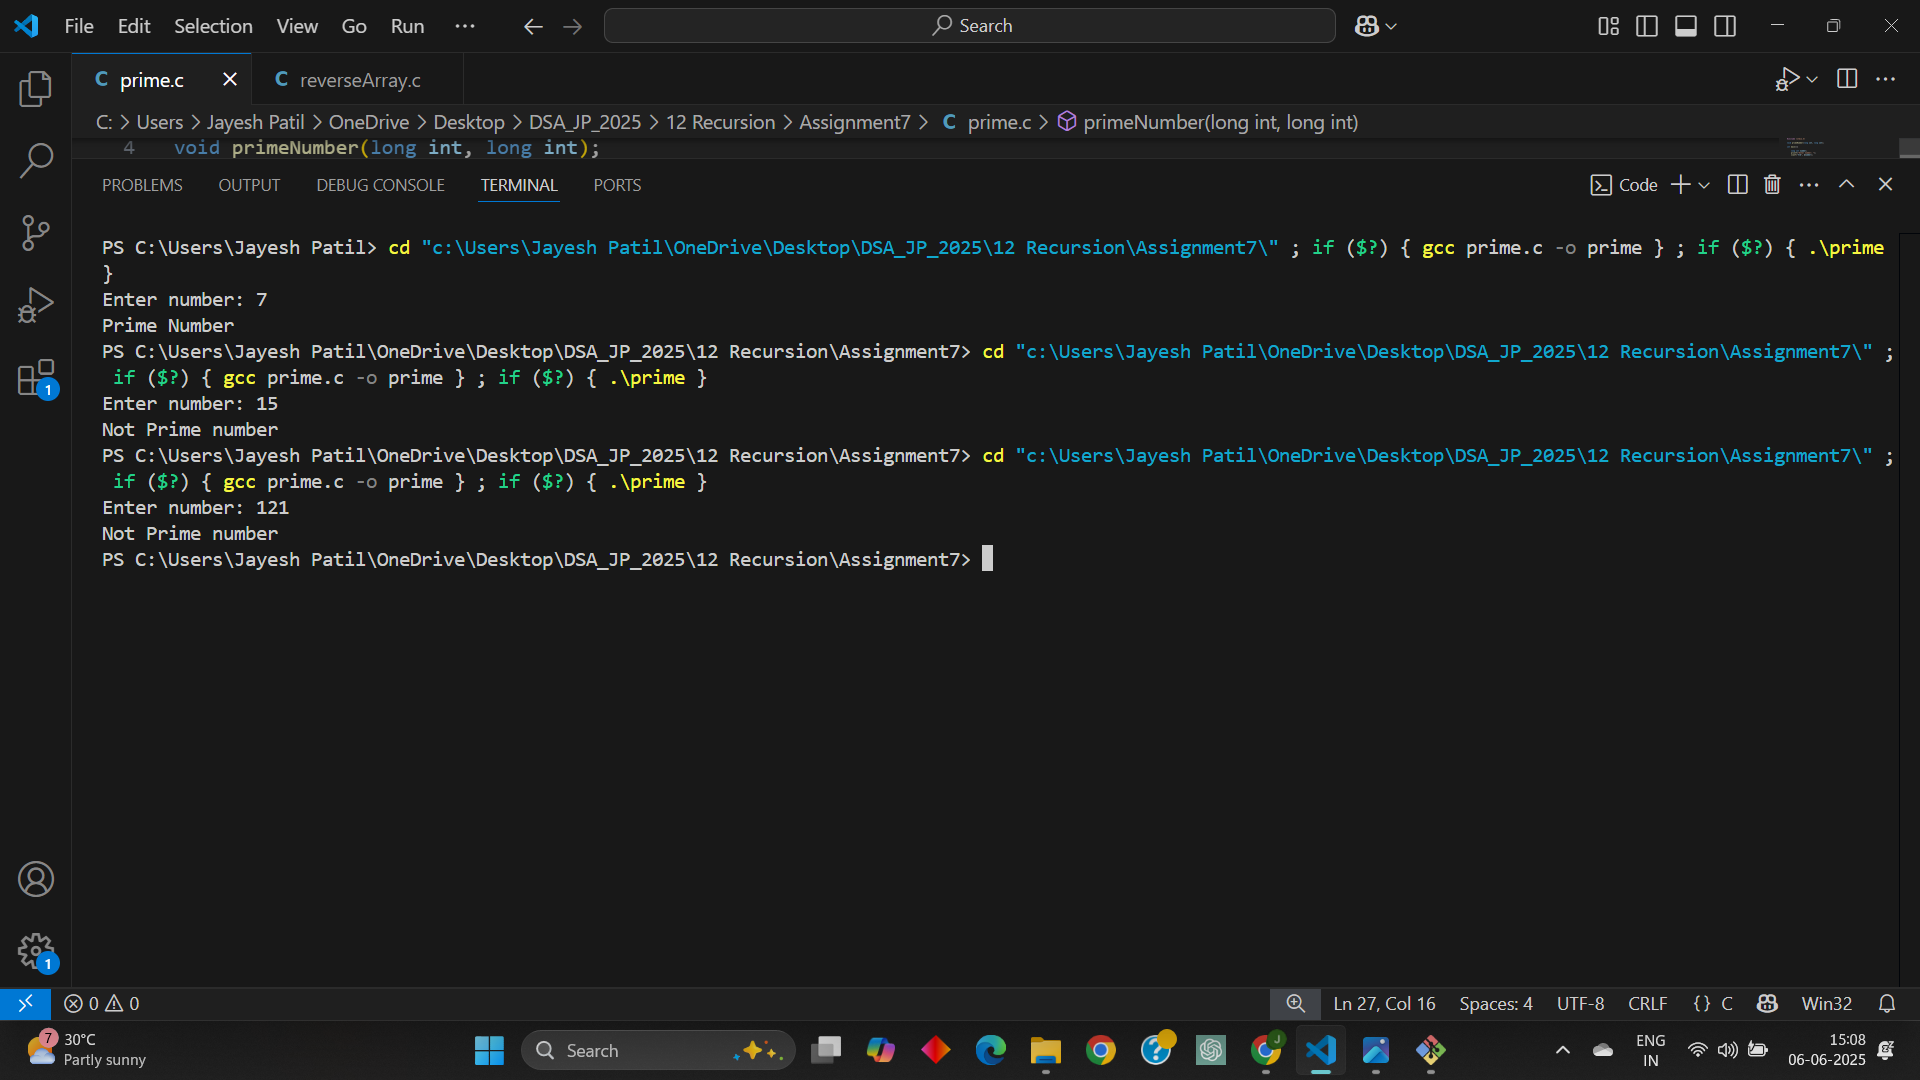 File Edit Selection View Go Run ···
Search
prime.c
reverseArray.c
C: > Users > Jayesh Patil > OneDrive > Desktop > DSA_JP_2025 > 12 Recursion > Assignment7 > C prime.c > primeNumber(long int, long int)
4 void primeNumber(long int, long int);
PROBLEMS OUTPUT DEBUG CONSOLE TERMINAL PORTS
Code
PS C:\Users\Jayesh Patil> cd "c:\Users\Jayesh Patil\OneDrive\Desktop\DSA_JP_2025\12 Recursion\Assignment7\" ; if ($?) { gcc prime.c -o prime } ; if ($?) { .\prime
}
Enter number: 7
Prime Number
PS C:\Users\Jayesh Patil\OneDrive\Desktop\DSA_JP_2025\12 Recursion\Assignment7> cd "c:\Users\Jayesh Patil\OneDrive\Desktop\DSA_JP_2025\12 Recursion\Assignment7\" ;
if ($?) { gcc prime.c -o prime } ; if ($?) { .\prime }
Enter number: 15
Not Prime number
PS C:\Users\Jayesh Patil\OneDrive\Desktop\DSA_JP_2025\12 Recursion\Assignment7> cd "c:\Users\Jayesh Patil\OneDrive\Desktop\DSA_JP_2025\12 Recursion\Assignment7\" ;
if ($?) { gcc prime.c -o prime } ; if ($?) { .\prime }
Enter number: 121
Not Prime number
PS C:\Users\Jayesh Patil\OneDrive\Desktop\DSA_JP_2025\12 Recursion\Assignment7>
1
1
0 0
Ln 27, Col 16 Spaces: 4 UTF-8 CRLF {} C Win32
7
30°C
Partly sunny
Search
J
ENG
IN
15:08
06-06-2025